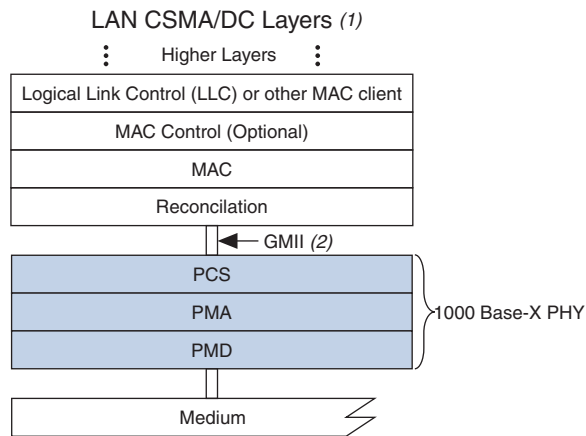 LAN CSMA/DC Layers (1)
Higher Layers
Logical Link Control (LLC) or other MAC client
MAC Control (Optional)
MAC
Reconcilation
GMII (2)
PCS
PMA
PMD
1000 Base-X PHY
Medium